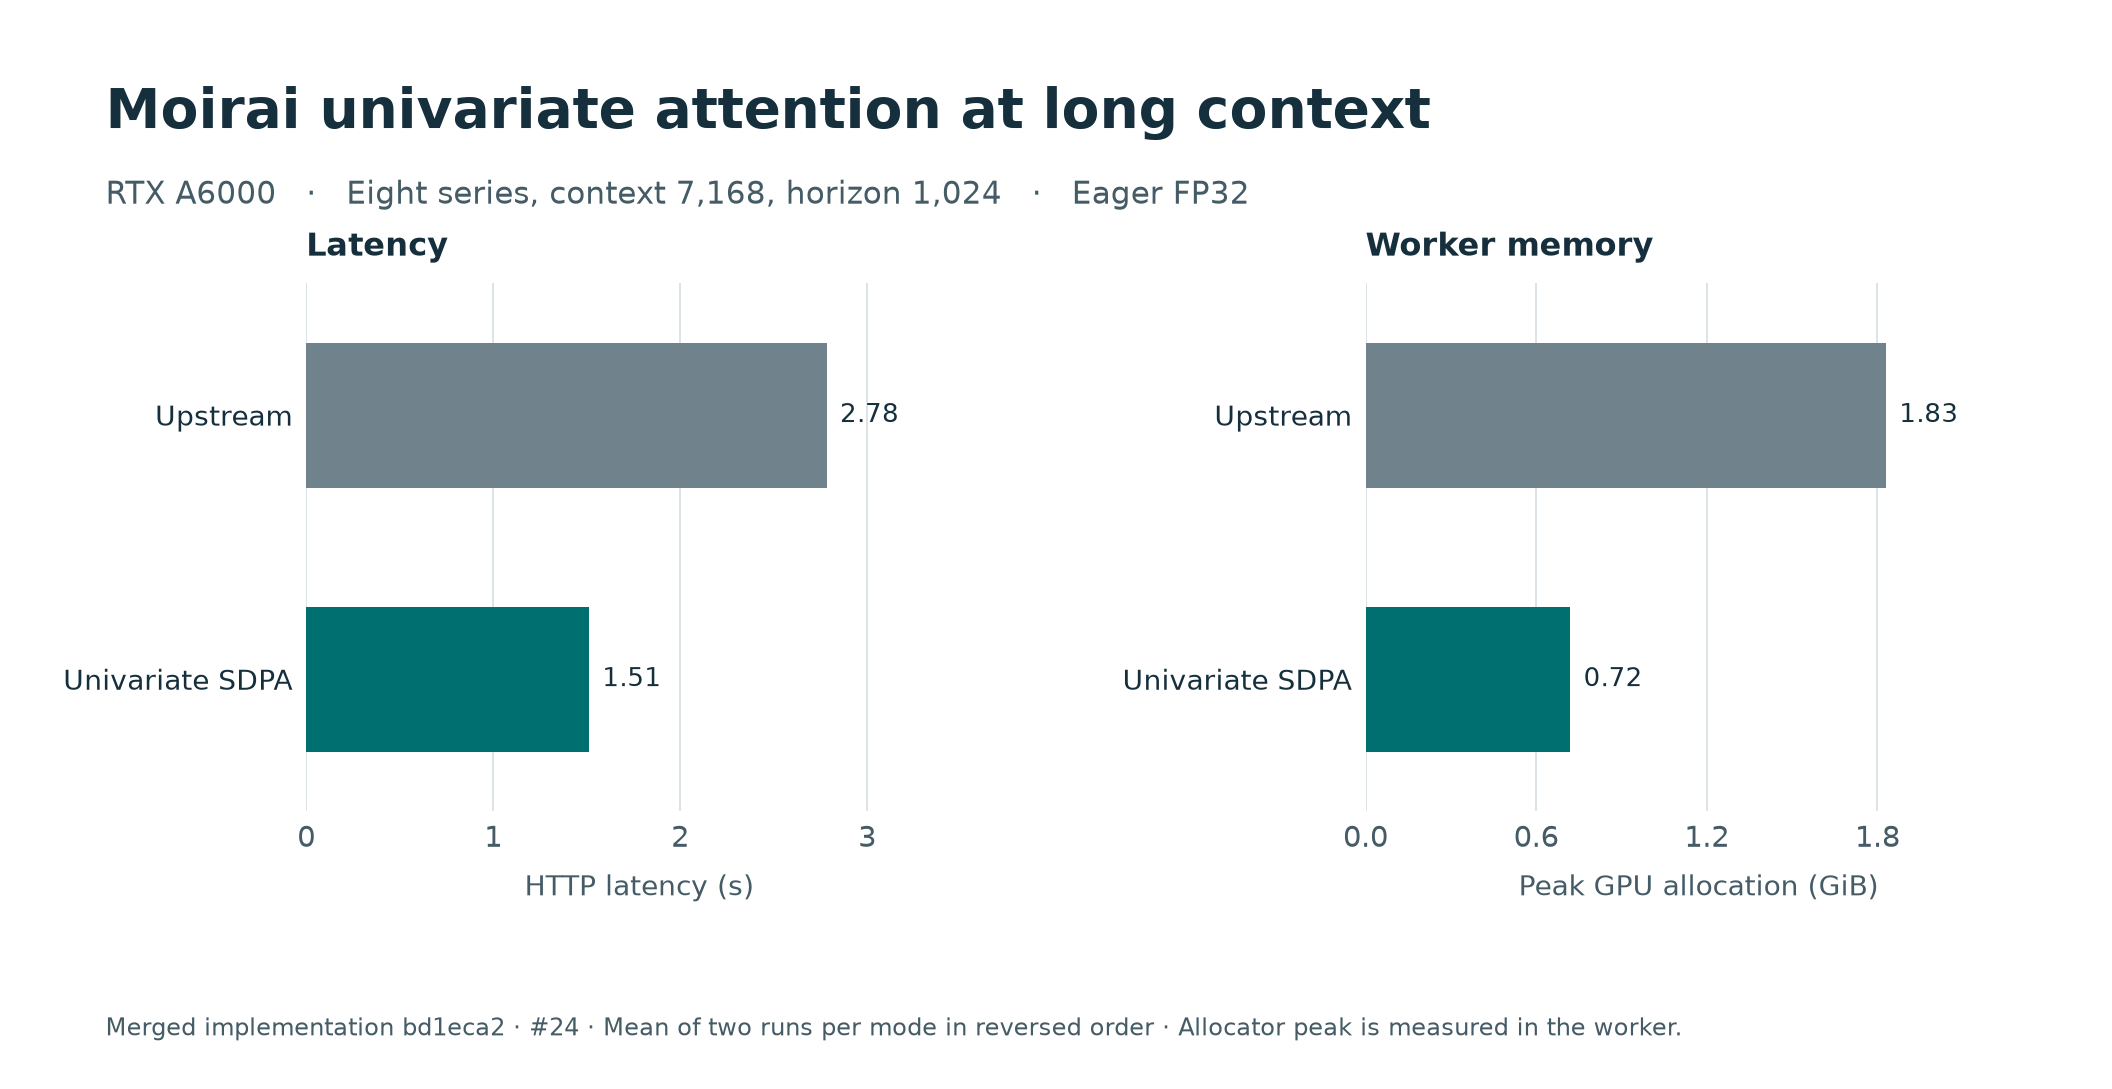 Moirai univariate attention at long context
RTX A6000 · Eight series, context 7,168, horizon 1,024 · Eager FP32
Latency
Upstream
2.78
Univariate SDPA
1.51
0 1 2 3
HTTP latency (s)
Worker memory
Upstream
1.83
Univariate SDPA
0.72
0.0 0.6 1.2 1.8
Peak GPU allocation (GiB)
Merged implementation bd1eca2 · #24 · Mean of two runs per mode in reversed order · Allocator peak is measured in the worker.